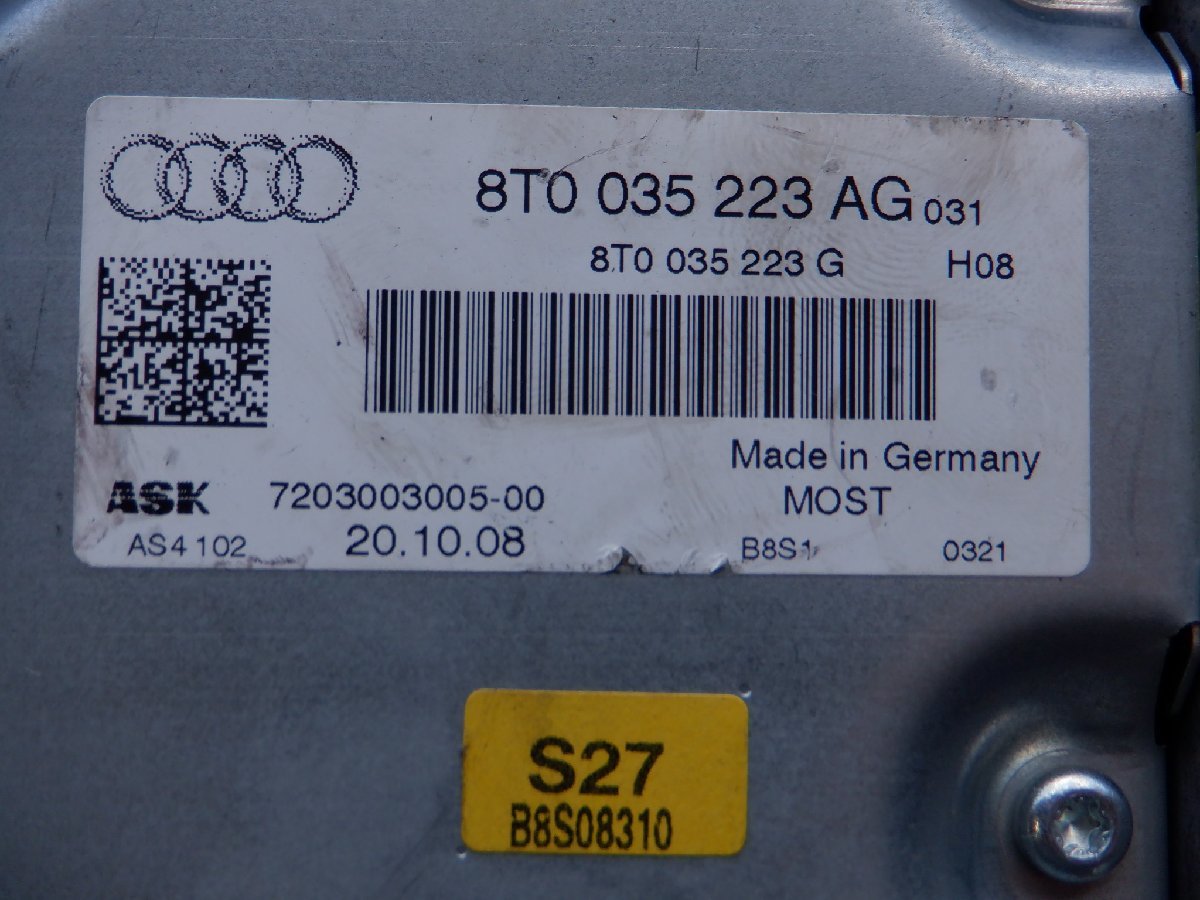 8T0 035 223 AG 031
8T0 035 223 G H08
Made in Germany
ASK 7203003005-00 MOST
AS4 102 20.10.08 B8S1 0321
S27
B8S08310